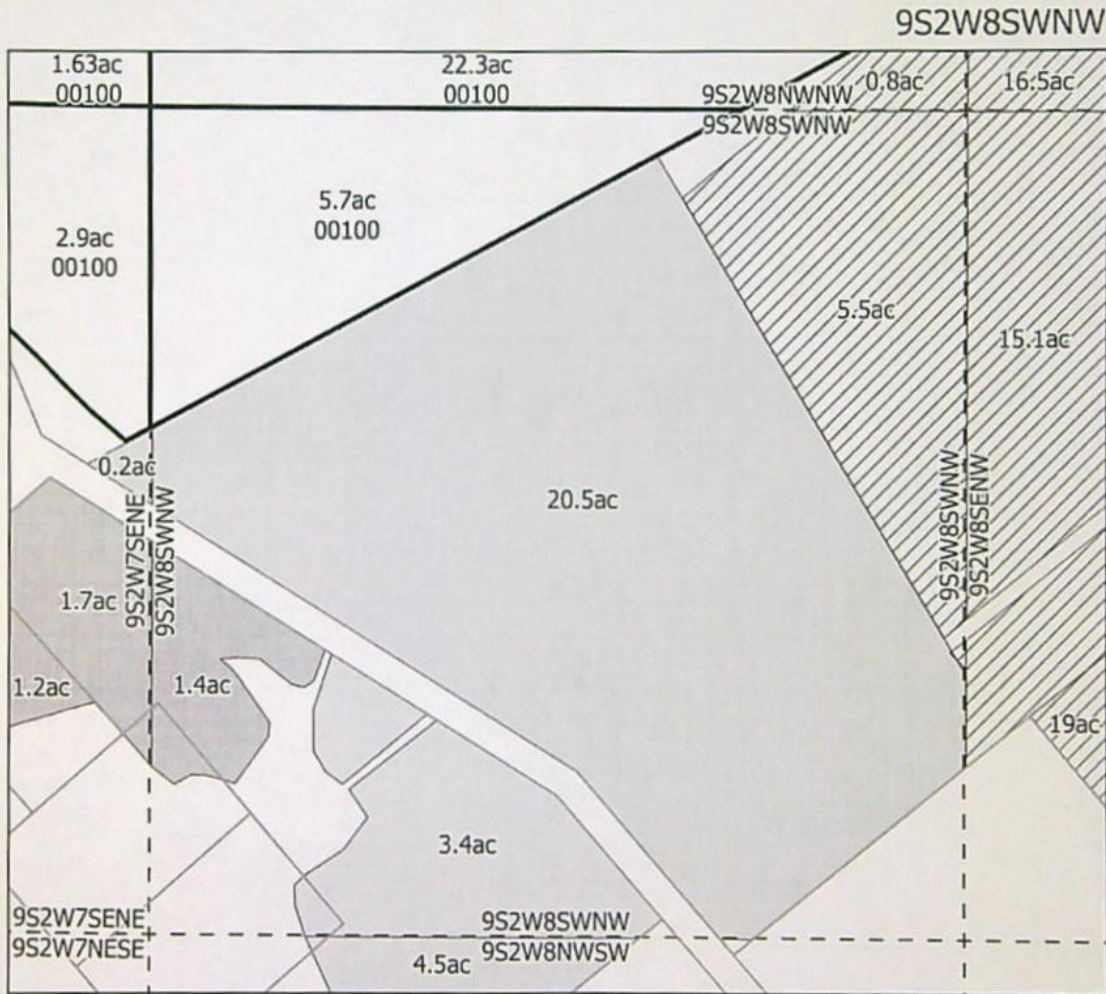 9S2W8SWNW
1.63ac
00100
22.3ac
00100
9S2W8NWNW
9S2W8SWNW
0.8ac
16.5ac
2.9ac
00100
5.7ac
00100
5.5ac
15.1ac
0.2ac
9S2W7SENE
9S2W8SWNW
20.5ac
9S2W8SWNW
9S2W8SENW
1.7ac
1.2ac
1.4ac
19ac
3.4ac
9S2W7SENE
9S2W7NESE
9S2W8SWNW
9S2W8NWSW
4.5ac